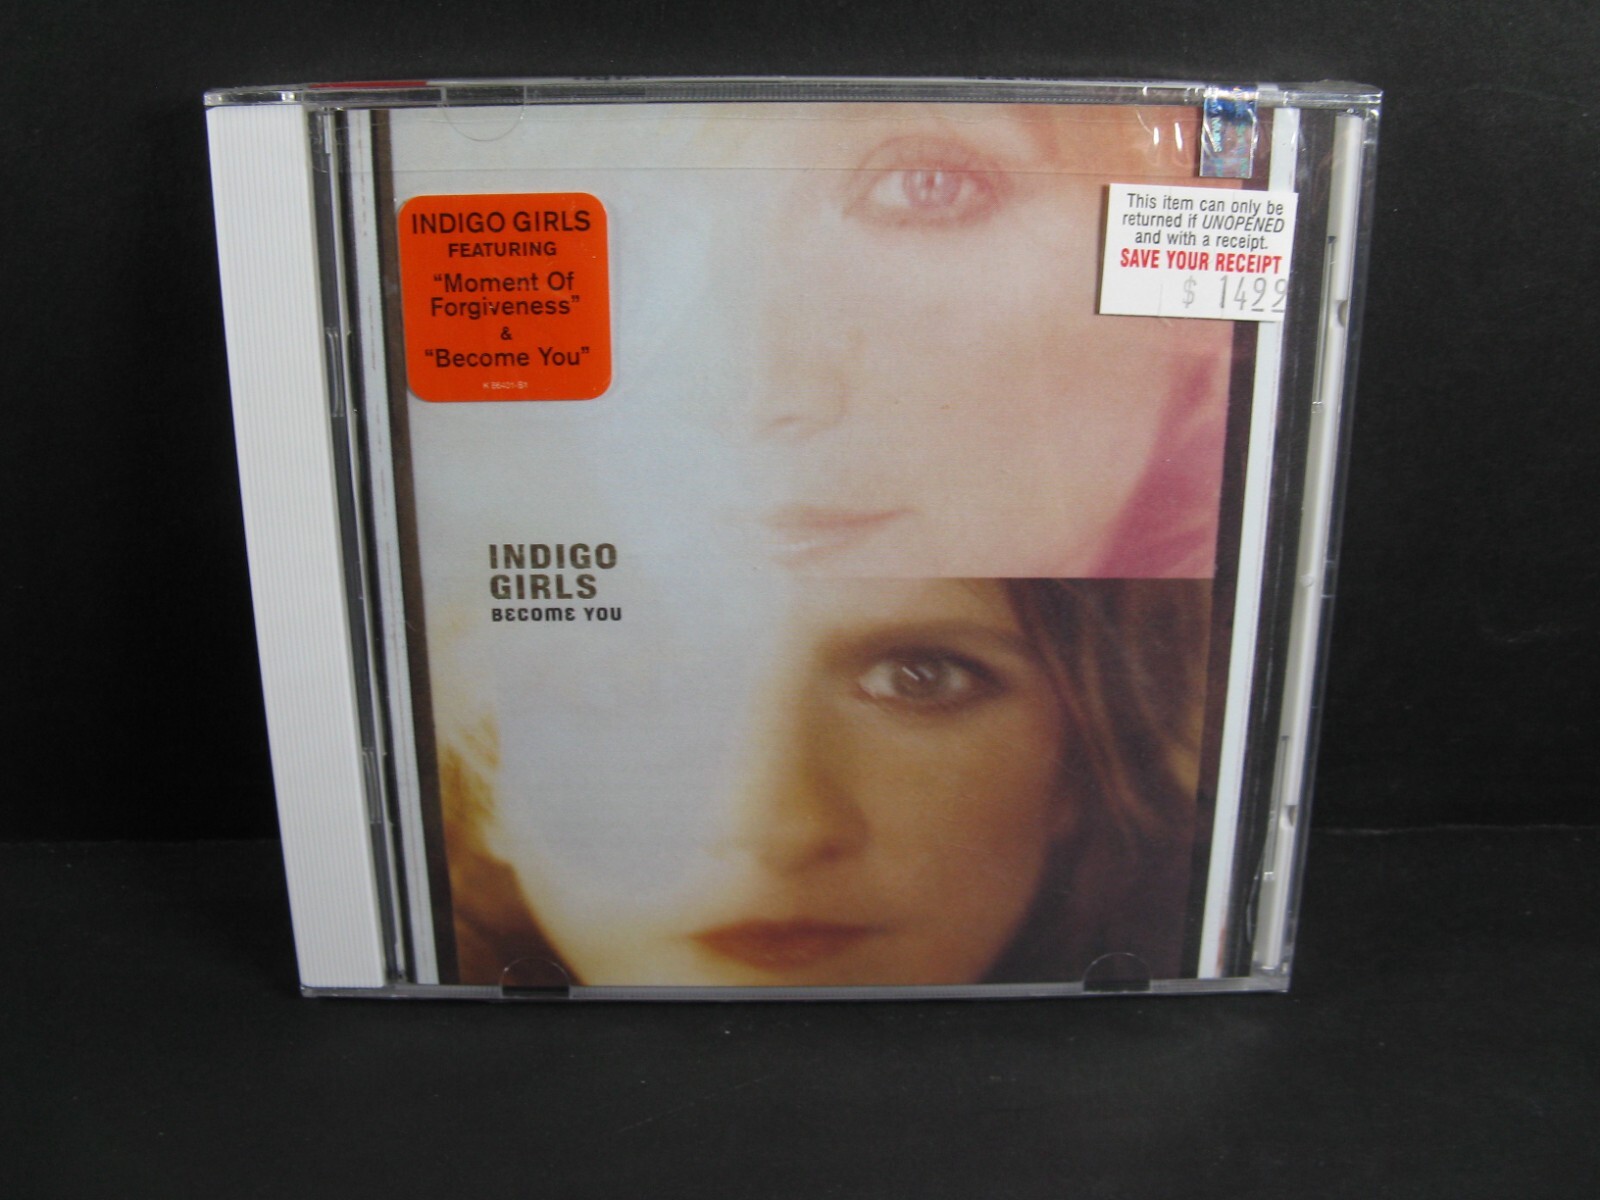 INDIGO GIRLS
FEATURING
“Moment Of
Forgiveness”
&
“Become You”
This item can only be
returned if UNOPENED
and with a receipt.
SAVE YOUR RECEIPT
$ 1499
INDIGO
GIRLS
BECOME YOU